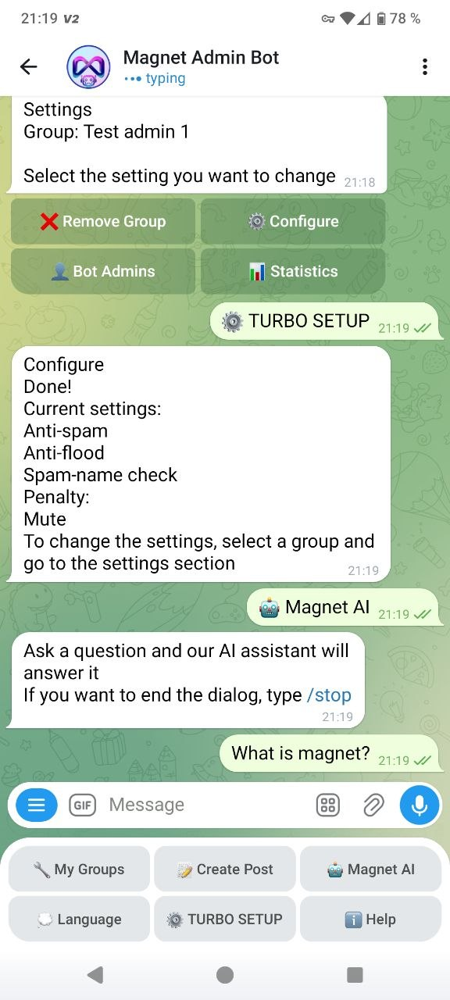 21:19 V2 78 %
Magnet Admin Bot
typing
Settings
Group: Test admin 1
Select the setting you want to change 21:18
❌ Remove Group
⚙ Configure
👤 Bot Admins
📊 Statistics
⚙ TURBO SETUP 21:19
Configure
Done!
Current settings:
Anti-spam
Anti-flood
Spam-name check
Penalty:
Mute
To change the settings, select a group and
go to the settings section 21:19
🤖 Magnet AI 21:19
Ask a question and our AI assistant will
answer it
If you want to end the dialog, type /stop
21:19
What is magnet? 21:19
GIF Message
🔧 My Groups
📝 Create Post
🤖 Magnet AI
💭 Language
⚙ TURBO SETUP
ℹ Help